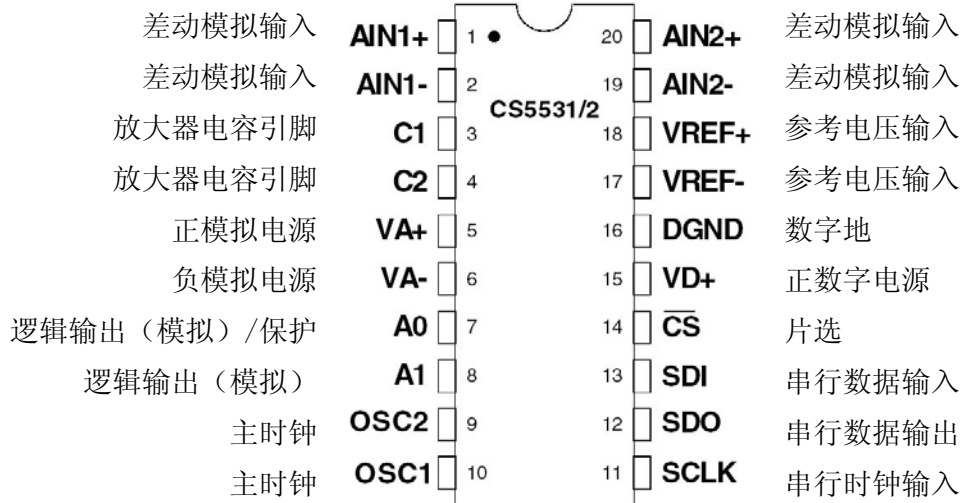 差动模拟输入 AIN1+ 1 20 AIN2+ 差动模拟输入
差动模拟输入 AIN1- 2 19 AIN2- 差动模拟输入
CS5531/2
放大器电容引脚 C1 3 18 VREF+ 参考电压输入
放大器电容引脚 C2 4 17 VREF- 参考电压输入
正模拟电源 VA+ 5 16 DGND 数字地
负模拟电源 VA- 6 15 VD+ 正数字电源
逻辑输出（模拟）/保护 A0 7 14 C̅S̅ 片选
逻辑输出（模拟） A1 8 13 SDI 串行数据输入
主时钟 OSC2 9 12 SDO 串行数据输出
主时钟 OSC1 10 11 SCLK 串行时钟输入